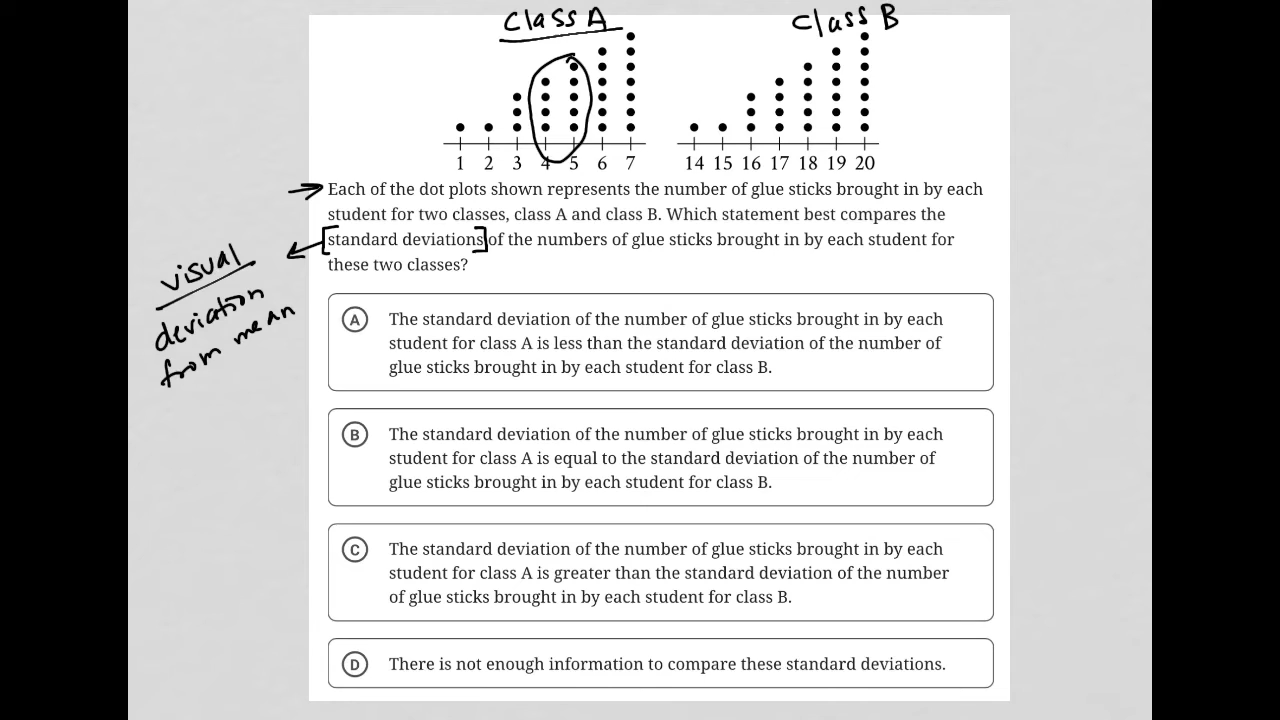 class A
class B
1 2 3 4 5 6 7
14 15 16 17 18 19 20
Each of the dot plots shown represents the number of glue sticks brought in by each
student for two classes, class A and class B. Which statement best compares the
[standard deviations] of the numbers of glue sticks brought in by each student for
these two classes?
visual
deviation
from mean
A The standard deviation of the number of glue sticks brought in by each
student for class A is less than the standard deviation of the number of
glue sticks brought in by each student for class B.
B The standard deviation of the number of glue sticks brought in by each
student for class A is equal to the standard deviation of the number of
glue sticks brought in by each student for class B.
C The standard deviation of the number of glue sticks brought in by each
student for class A is greater than the standard deviation of the number
of glue sticks brought in by each student for class B.
D There is not enough information to compare these standard deviations.